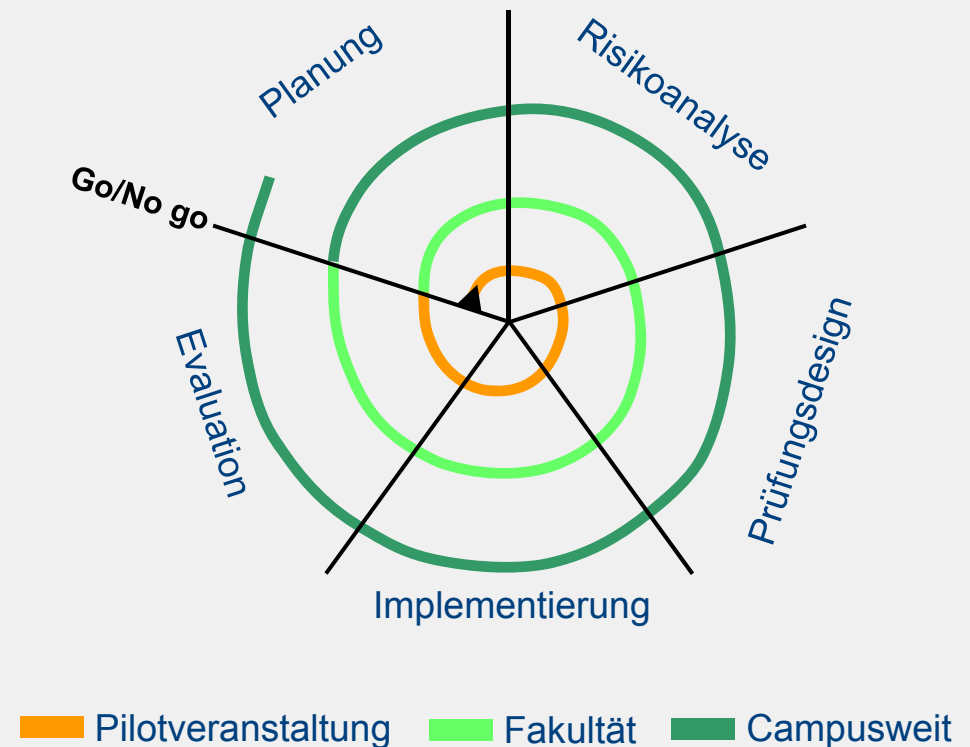 Planung
Risikoanalyse
Go/No go
Evaluation
Prüfungsdesign
Implementierung
Pilotveranstaltung
Fakultät
Campusweit